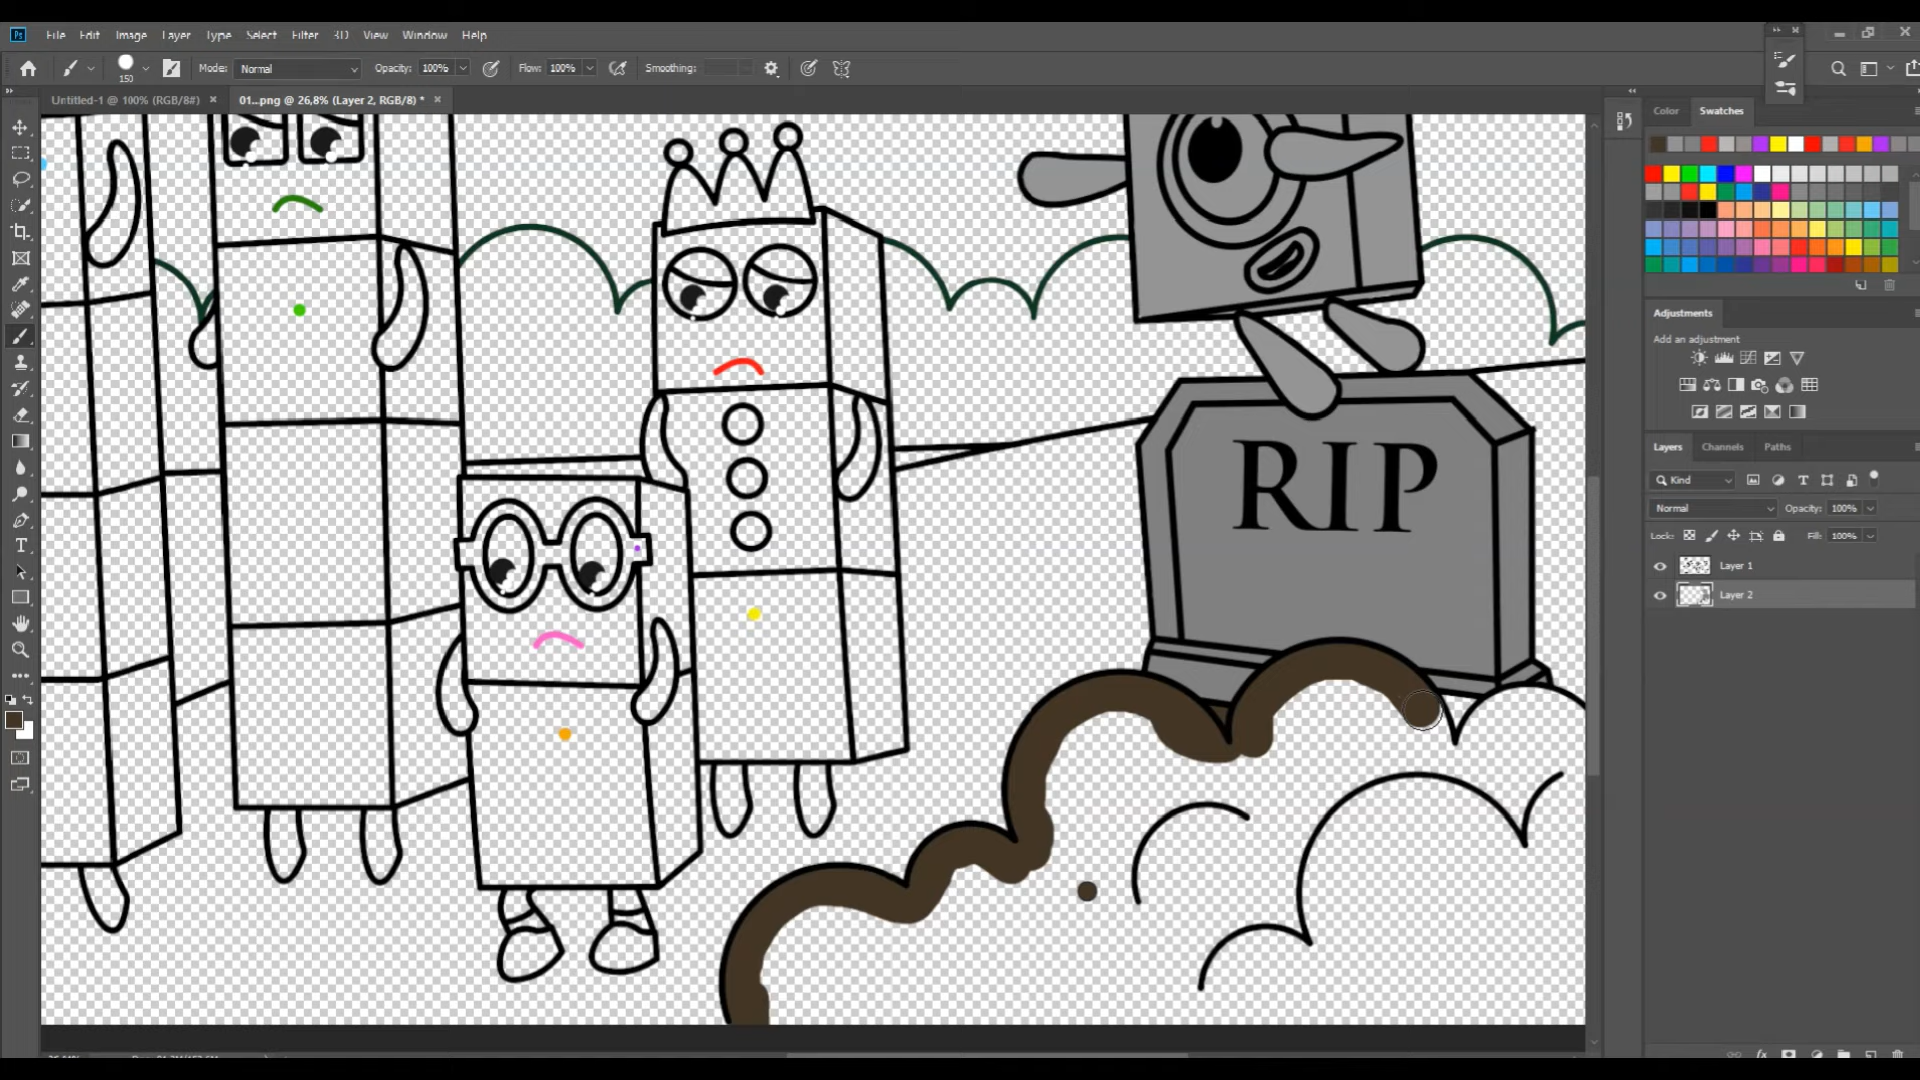 Ps File Edit Image Layer Type Select Filter 3D View Window Help
150 Mode: Normal Opacity: 100% Flow: 100% Smoothing:
Untitled-1 @ 100% (RGB/8#) × 01...png @ 26,8% (Layer 2, RGB/8) * ×
Color Swatches
RIP
Adjustments
Add an adjustment
Layers Channels Paths
Kind
Normal Opacity: 100%
Lock: Fill: 100%
Layer 1
Layer 2